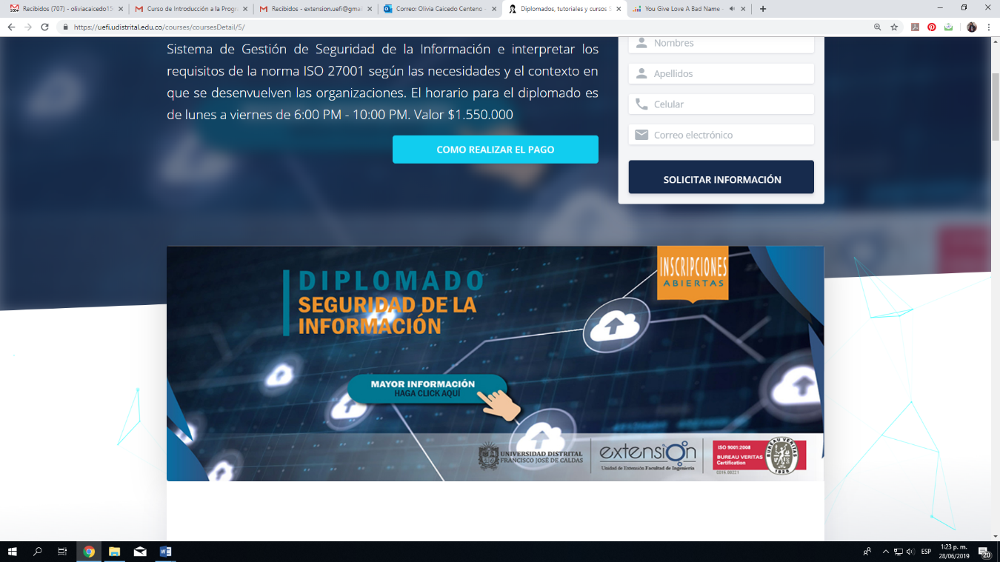 Recibidos (707) - oliviacaedo15
Curso de Introducción a la Progra
Recibidos - extension.uefi@gmai
Correo: Olivia Caicedo Centeno -
Diplomados, tutoriales y cursos
You Give Love A Bad Name -
https://uefi.udistrital.edu.co/courses/coursesDetail/5/
Sistema de Gestión de Seguridad de la Información e interpretar los
requisitos de la norma ISO 27001 según las necesidades y el contexto en
que se desenvuelven las organizaciones. El horario para el diplomado es
de lunes a viernes de 6:00 PM - 10:00 PM. Valor $1.550.000
COMO REALIZAR EL PAGO
Nombres
Apellidos
Celular
Correo electrónico
SOLICITAR INFORMACIÓN
INSCRIPCIONES
ABIERTAS
DIPLOMADO
SEGURIDAD DE LA
INFORMACIÓN
MAYOR INFORMACIÓN
HAGA CLICK AQUÍ
UNIVERSIDAD DISTRITAL
FRANCISCO JOSÉ DE CALDAS
extensión
Unidad de Extensión Facultad de Ingeniería
ISO 9001:2008
BUREAU VERITAS
Certification
BUREAU VERITAS
1828
ESP
1:23 p. m.
28/06/2019
20